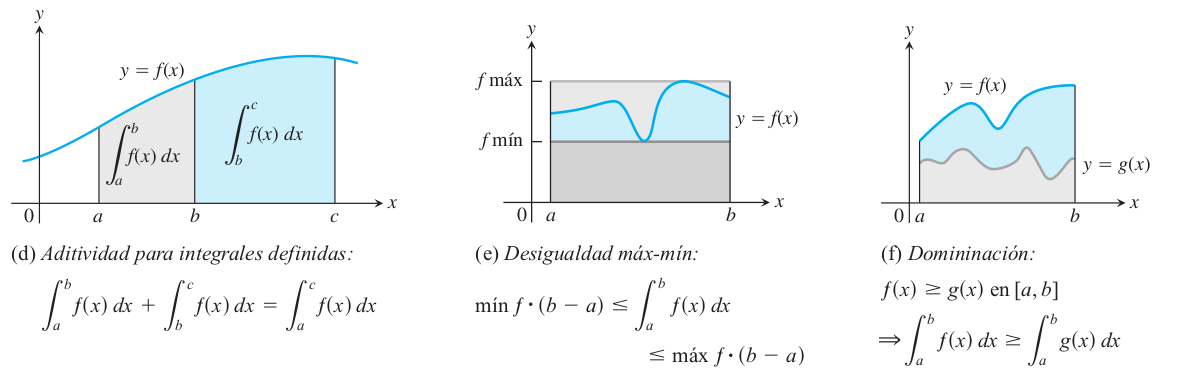 y
y = f(x)
∫_a^b f(x) dx
∫_b^c f(x) dx
0
a
b
c
x
(d) Aditividad para integrales definidas:
∫_a^b f(x) dx + ∫_b^c f(x) dx = ∫_a^c f(x) dx
y
f máx
f mín
y = f(x)
0
a
b
x
(e) Desigualdad máx-mín:
mín f · (b − a) ≤ ∫_a^b f(x) dx
≤ máx f · (b − a)
y
y = f(x)
y = g(x)
0
a
b
x
(f) Domininación:
f(x) ≥ g(x) en [a, b]
⇒ ∫_a^b f(x) dx ≥ ∫_a^b g(x) dx